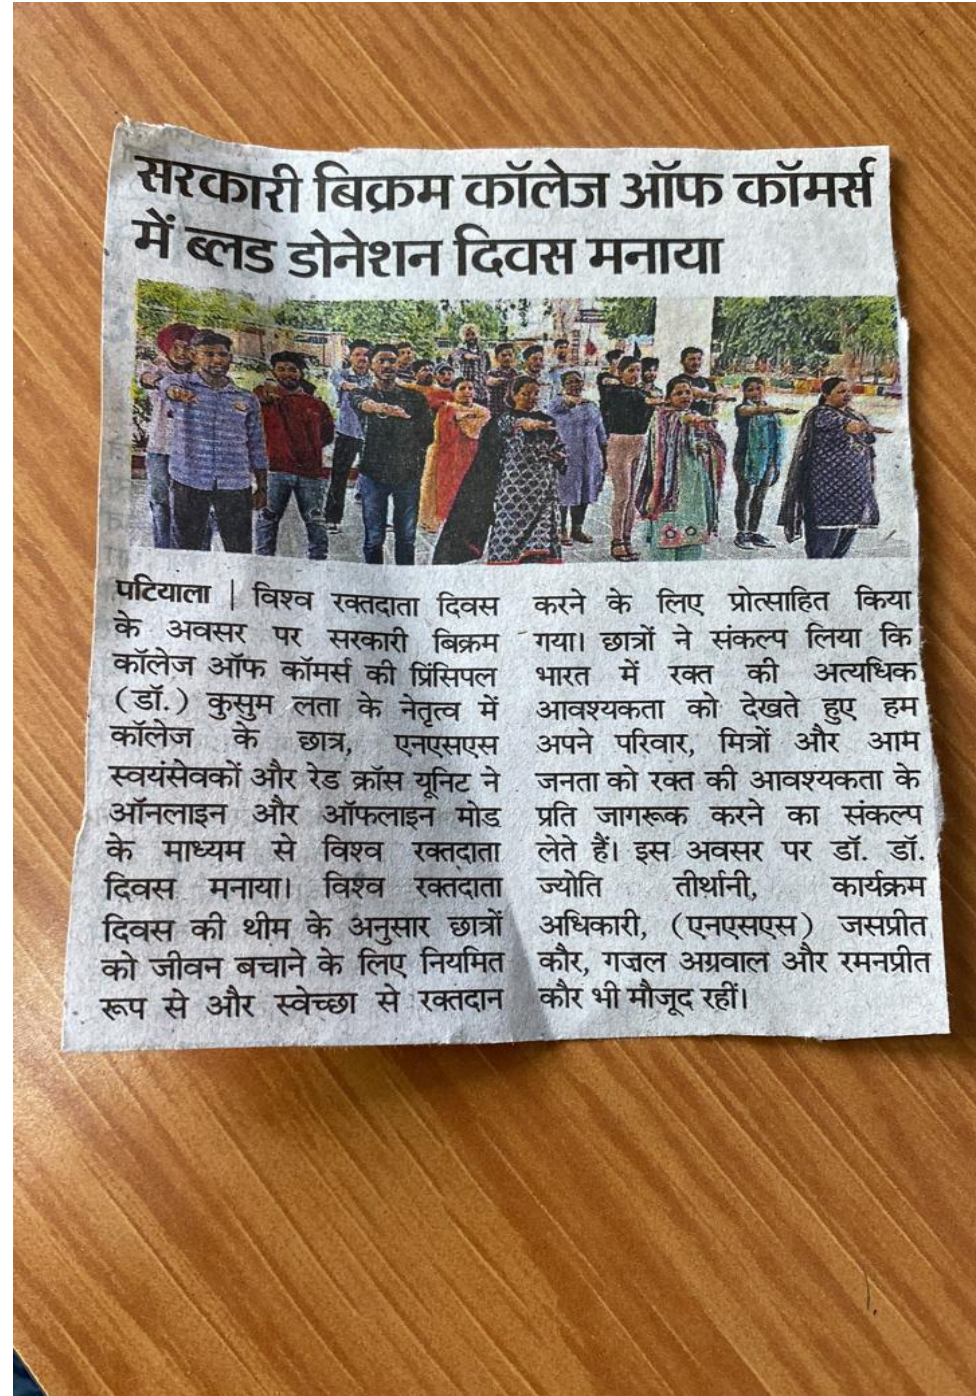 सरकारी बिक्रम कॉलेज ऑफ कॉमर्स
में ब्लड डोनेशन दिवस मनाया
पटियाला | विश्व रक्तदाता दिवस
के अवसर पर सरकारी बिक्रम
कॉलेज ऑफ कॉमर्स की प्रिंसिपल
(डॉ.) कुसुम लता के नेतृत्व में
कॉलेज के छात्र, एनएसएस
स्वयंसेवकों और रेड क्रॉस यूनिट ने
ऑनलाइन और ऑफलाइन मोड
के माध्यम से विश्व रक्तदाता
दिवस मनाया। विश्व रक्तदाता
दिवस की थीम के अनुसार छात्रों
को जीवन बचाने के लिए नियमित
रूप से और स्वेच्छा से रक्तदान
करने के लिए प्रोत्साहित किया
गया। छात्रों ने संकल्प लिया कि
भारत में रक्त की अत्यधिक
आवश्यकता को देखते हुए हम
अपने परिवार, मित्रों और आम
जनता को रक्त की आवश्यकता के
प्रति जागरूक करने का संकल्प
लेते हैं। इस अवसर पर डॉ. डॉ.
ज्योति तीर्थानी, कार्यक्रम
अधिकारी, (एनएसएस) जसप्रीत
कौर, गज़ल अग्रवाल और रमनप्रीत
कौर भी मौजूद रहीं।